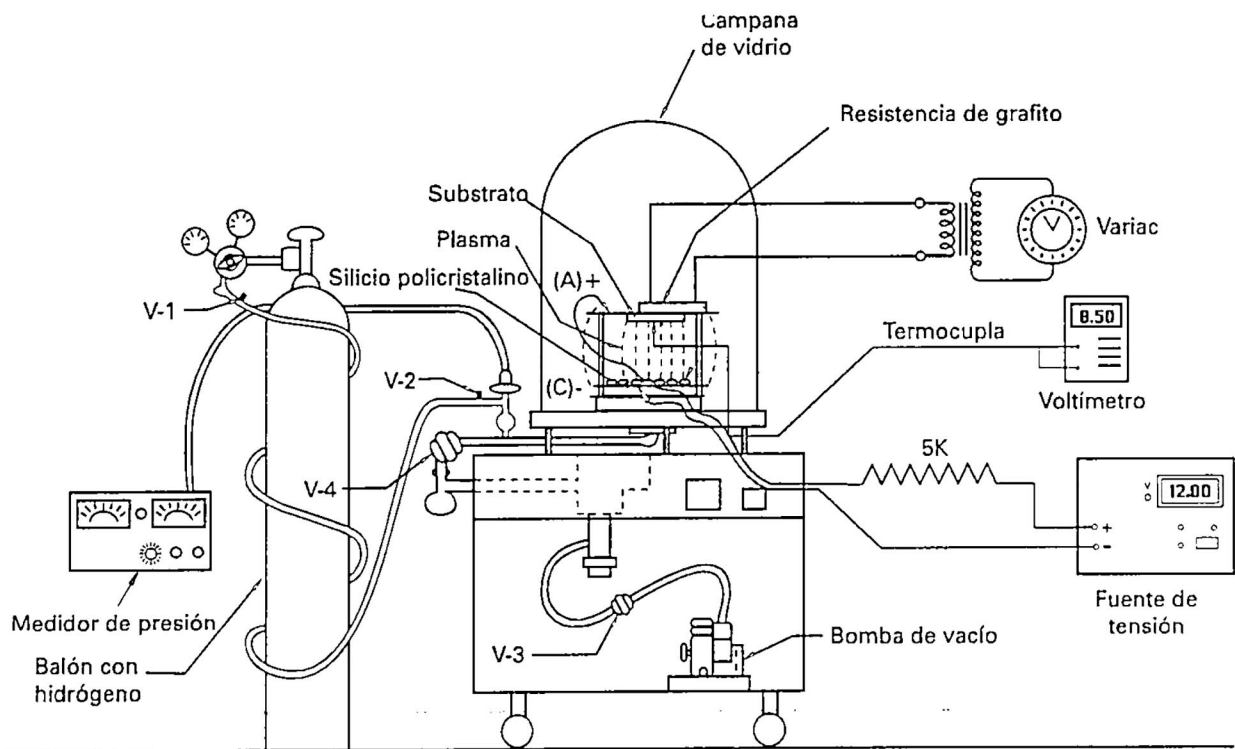 Campana
de vidrio
Resistencia de grafito
Substrato
Variac
Plasma
Silicio policristalino
(A)+
V-1
8.50
Termocupla
V-2
(C)-
Voltímetro
5K
V-4
V
12.00
+
-
Medidor de presión
Fuente de
tensión
V-3
Bomba de vacío
Balón con
hidrógeno